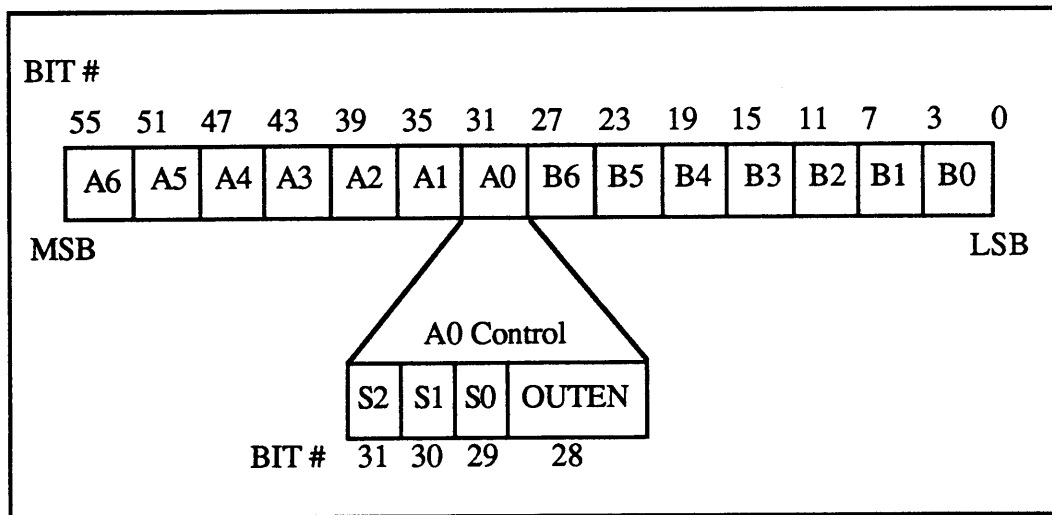 BIT #
55 51 47 43 39 35 31 27 23 19 15 11 7 3 0
A6 A5 A4 A3 A2 A1 A0 B6 B5 B4 B3 B2 B1 B0
MSB LSB
A0 Control
S2 S1 S0 OUTEN
BIT # 31 30 29 28